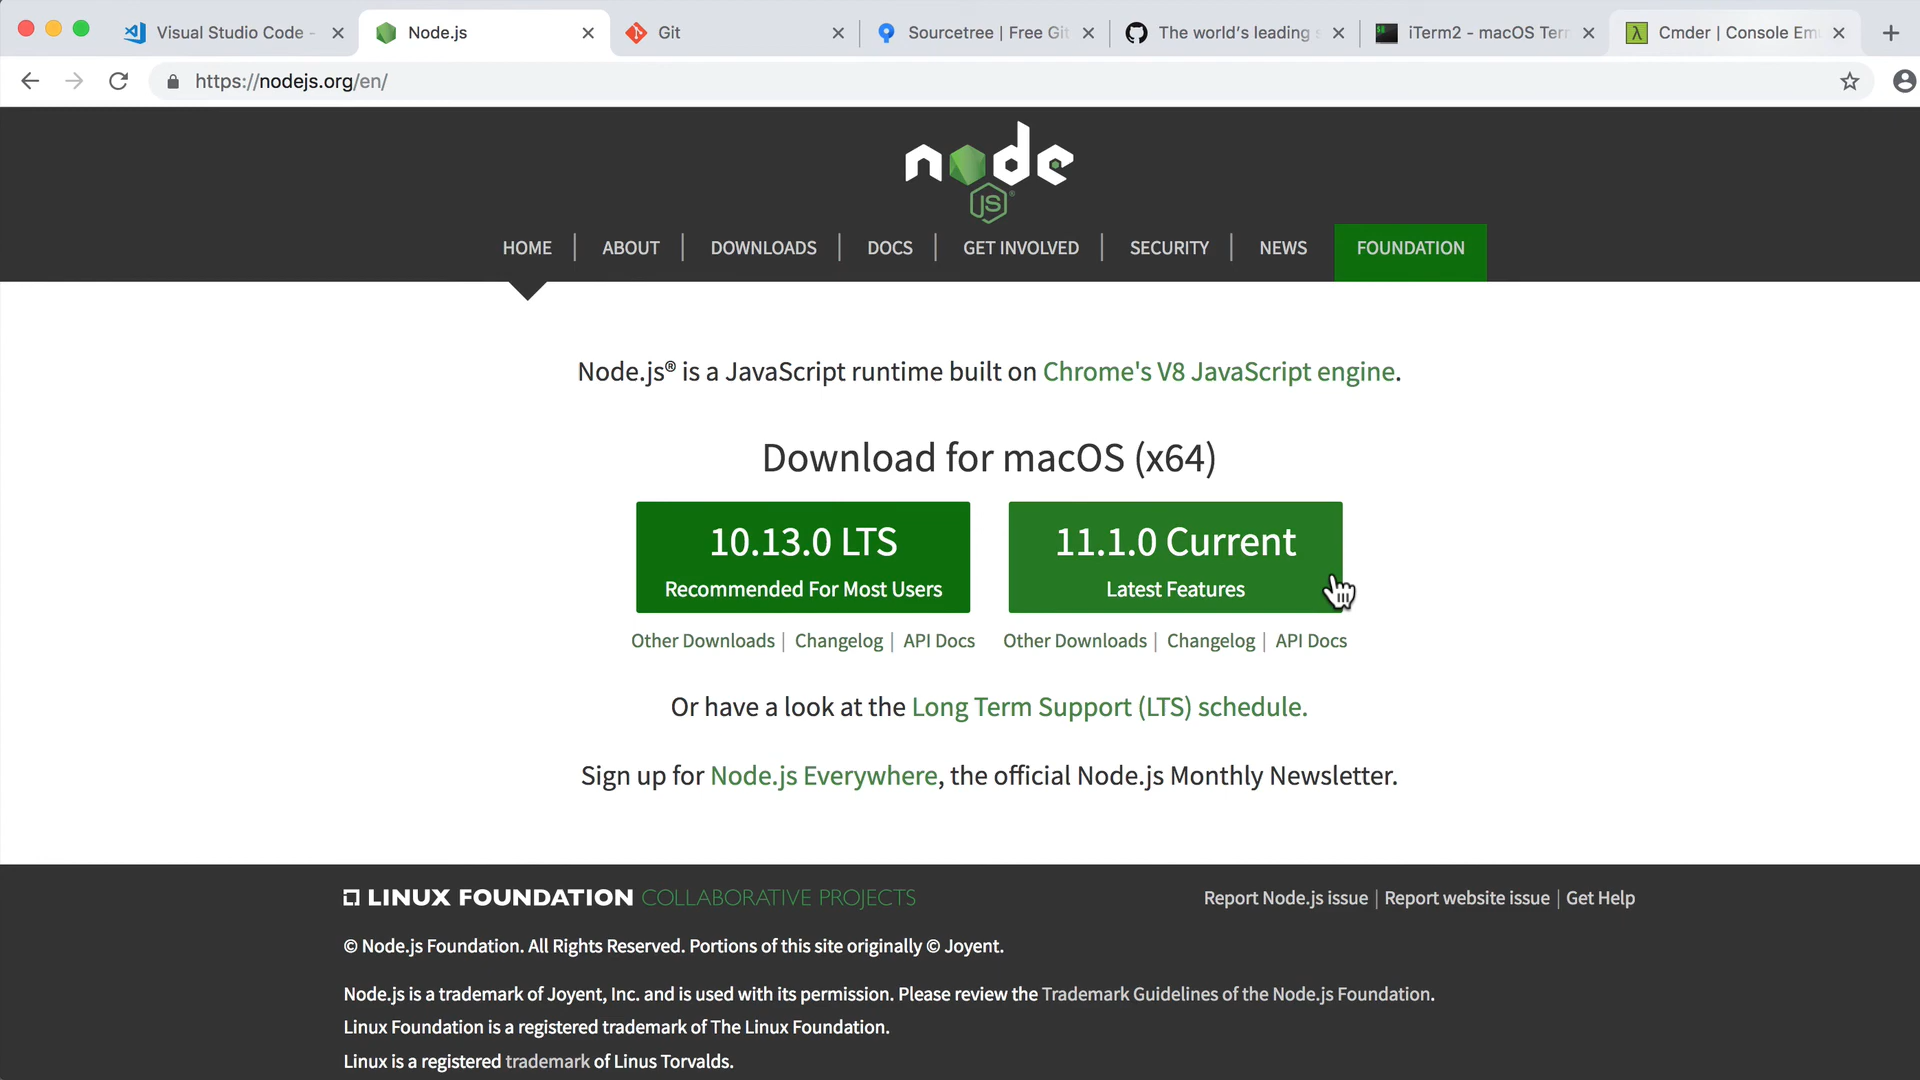 Visual Studio Code -
Node.js
Git
Sourcetree | Free Git
The world's leading s
iTerm2 - macOS Term
Cmder | Console Emu
https://nodejs.org/en/
node
JS
HOME | ABOUT | DOWNLOADS | DOCS | GET INVOLVED | SECURITY | NEWS
FOUNDATION
Node.js® is a JavaScript runtime built on Chrome's V8 JavaScript engine.
Download for macOS (x64)
10.13.0 LTS
Recommended For Most Users
11.1.0 Current
Latest Features
Other Downloads | Changelog | API Docs
Other Downloads | Changelog | API Docs
Or have a look at the Long Term Support (LTS) schedule.
Sign up for Node.js Everywhere, the official Node.js Monthly Newsletter.
LINUX FOUNDATION COLLABORATIVE PROJECTS
Report Node.js issue | Report website issue | Get Help
© Node.js Foundation. All Rights Reserved. Portions of this site originally © Joyent.
Node.js is a trademark of Joyent, Inc. and is used with its permission. Please review the Trademark Guidelines of the Node.js Foundation.
Linux Foundation is a registered trademark of The Linux Foundation.
Linux is a registered trademark of Linus Torvalds.